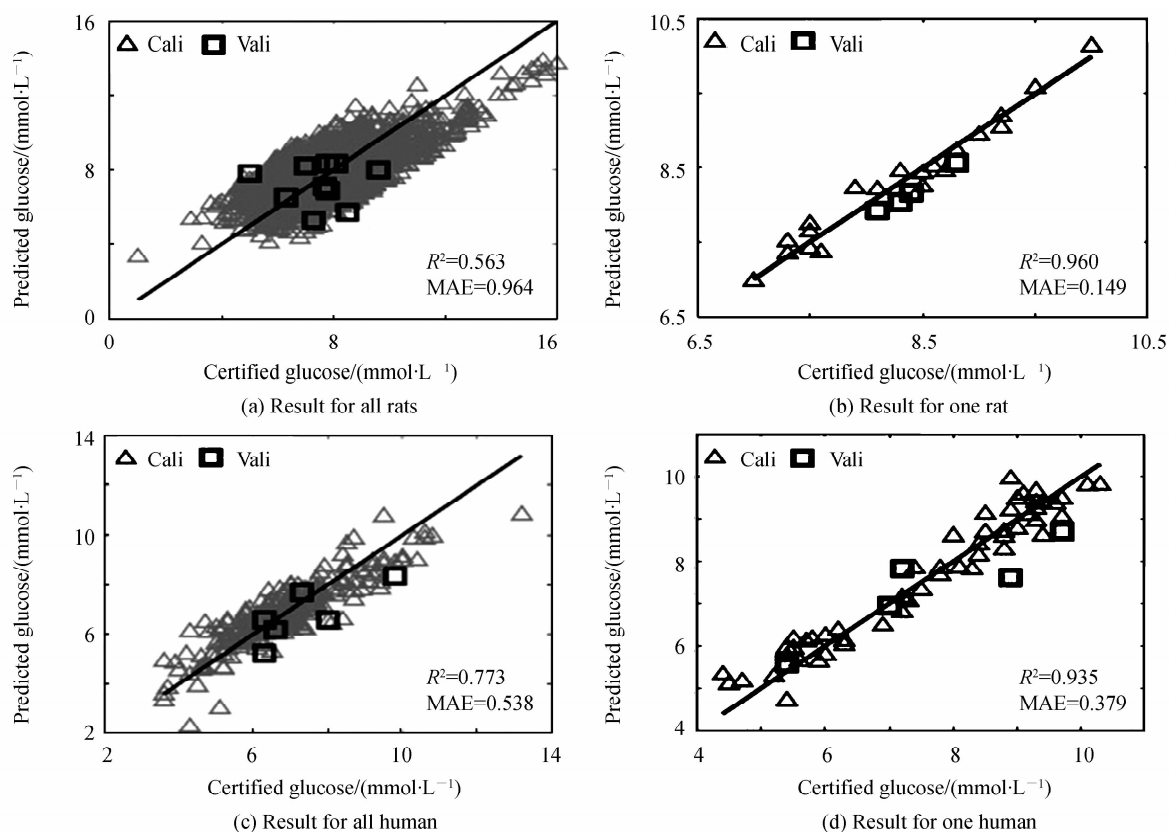 16
8
0
0
8
16
Predicted glucose/(mmol·L⁻¹)
Cali
Vali
R²=0.563
MAE=0.964
Certified glucose/(mmol·L⁻¹)
(a) Result for all rats
10.5
8.5
6.5
6.5
8.5
10.5
Predicted glucose/(mmol·L⁻¹)
Cali
Vali
R²=0.960
MAE=0.149
Certified glucose/(mmol·L⁻¹)
(b) Result for one rat
14
10
6
2
2
6
10
14
Predicted glucose/(mmol·L⁻¹)
Cali
Vali
R²=0.773
MAE=0.538
Certified glucose/(mmol·L⁻¹)
(c) Result for all human
10
8
6
4
4
6
8
10
Predicted glucose/(mmol·L⁻¹)
Cali
Vali
R²=0.935
MAE=0.379
Certified glucose/(mmol·L⁻¹)
(d) Result for one human